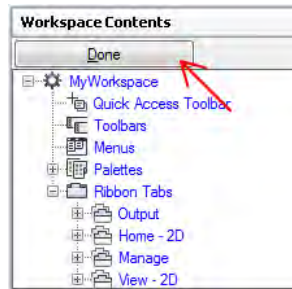 Workspace Contents
Done
MyWorkspace
Quick Access Toolbar
Toolbars
Menus
Palettes
Ribbon Tabs
Output
Home - 2D
Manage
View - 2D